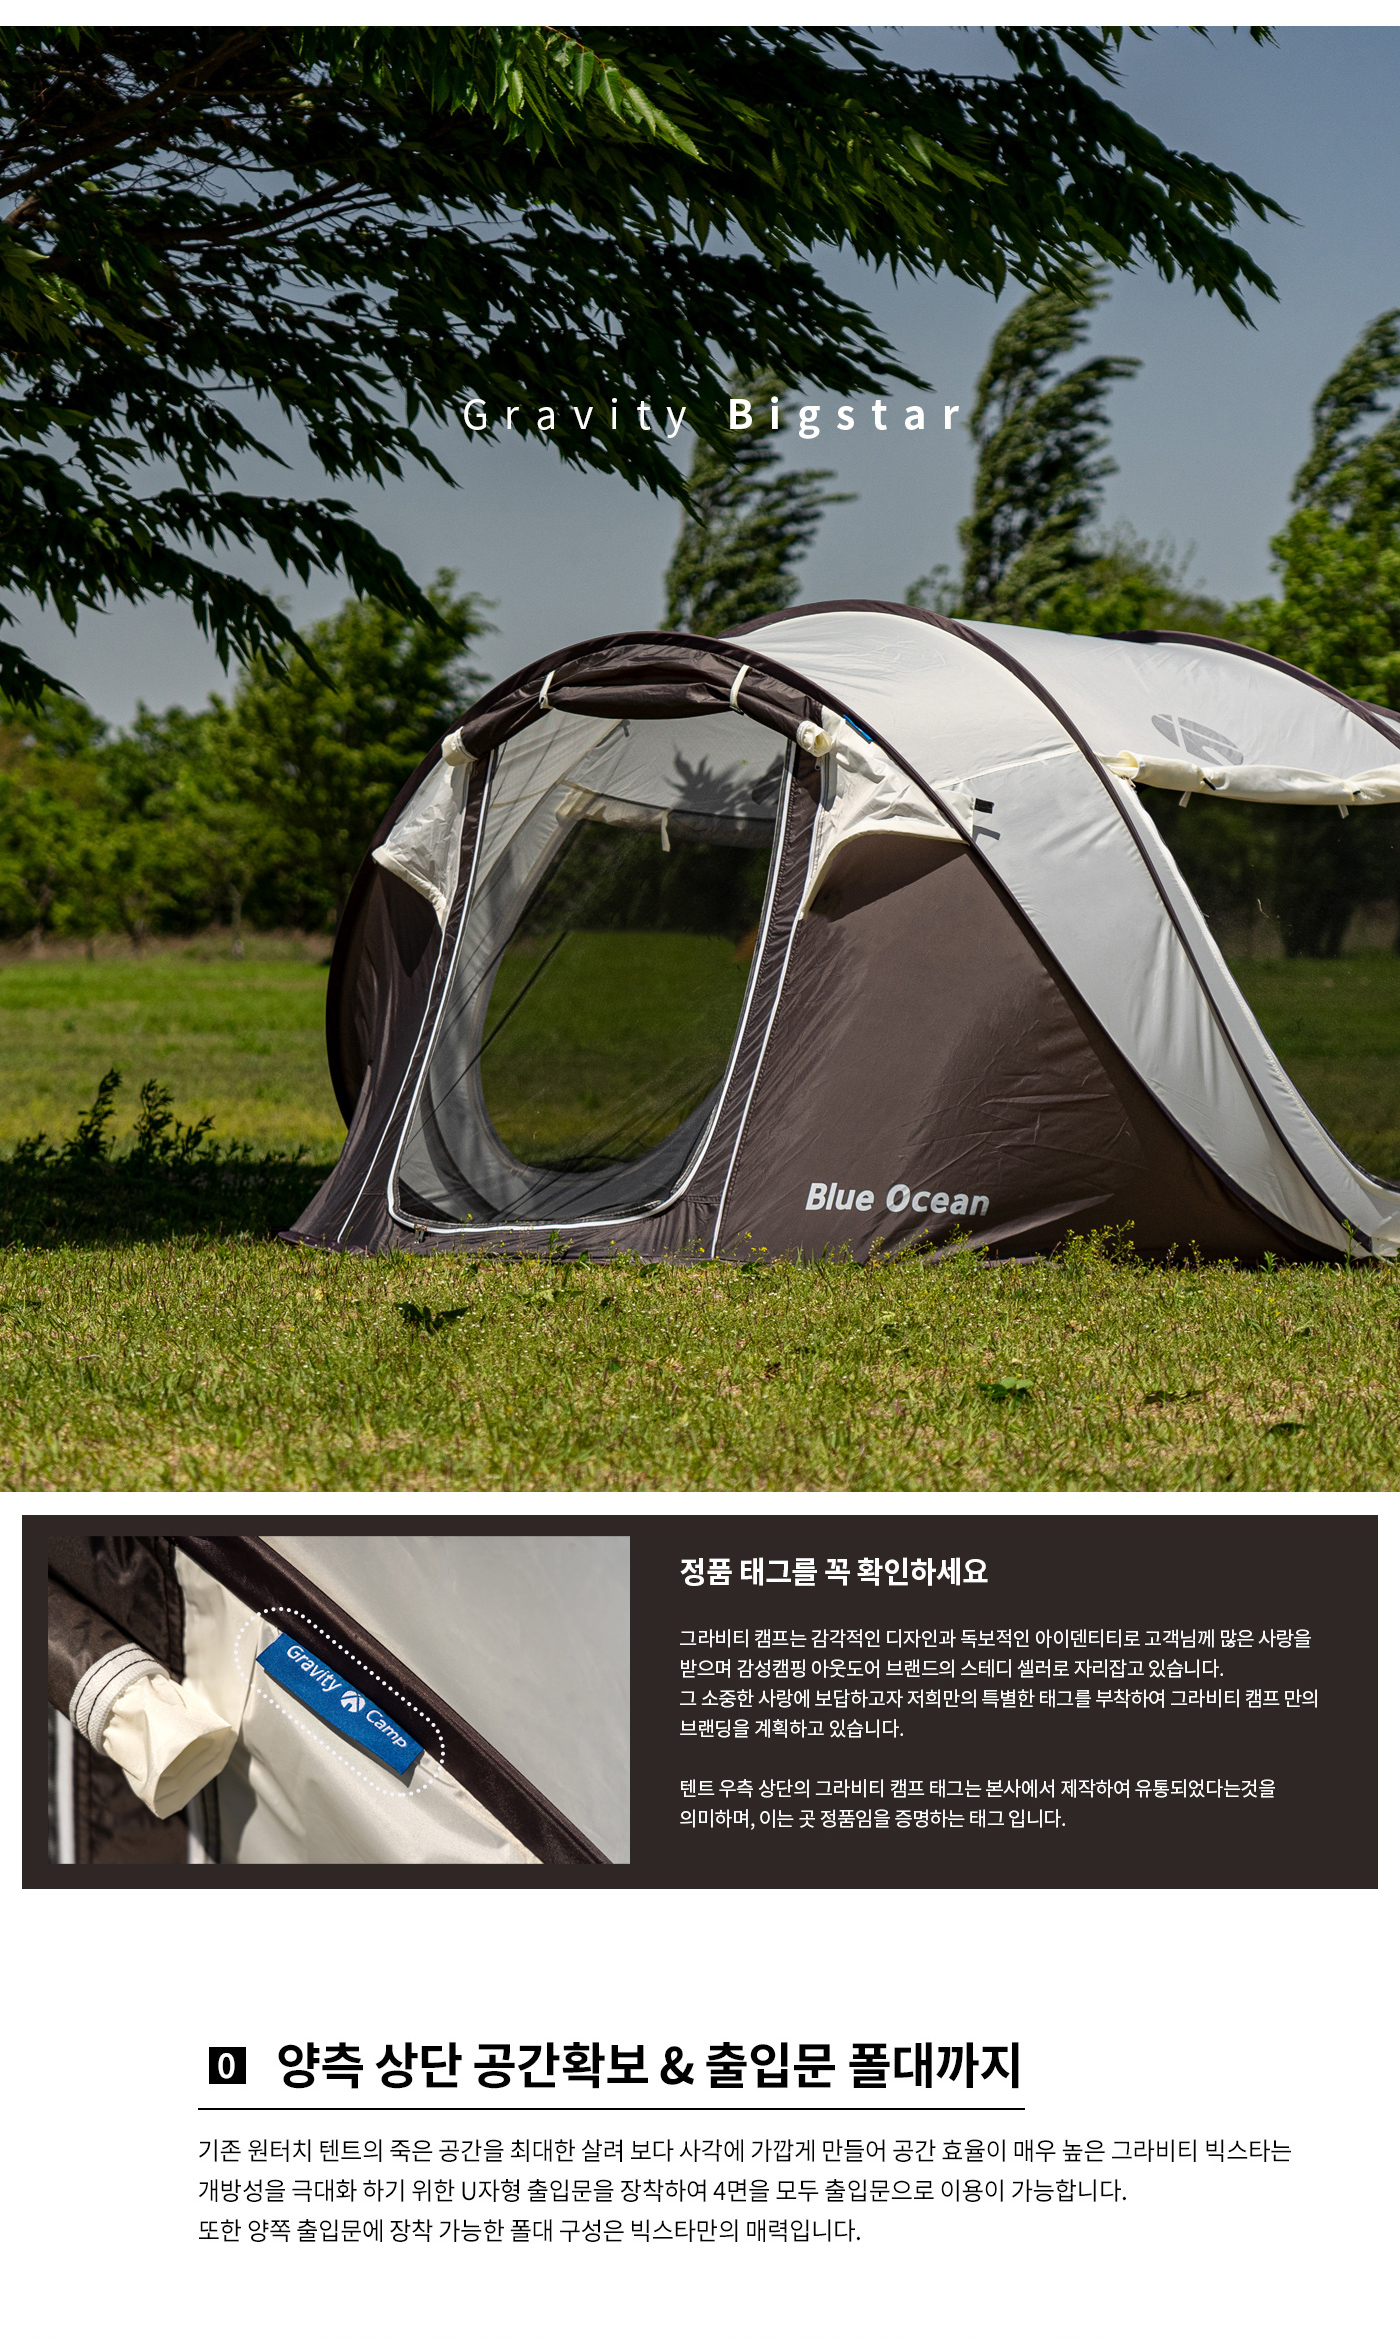 Gravity Bigstar
Blue Ocean
Gravity Camp
정품 태그를 꼭 확인하세요
그라비티 캠프는 감각적인 디자인과 독보적인 아이덴티티로 고객님께 많은 사랑을
받으며 감성캠핑 아웃도어 브랜드의 스테디 셀러로 자리잡고 있습니다.
그 소중한 사랑에 보답하고자 저희만의 특별한 태그를 부착하여 그라비티 캠프 만의
브랜딩을 계획하고 있습니다.
텐트 우측 상단의 그라비티 캠프 태그는 본사에서 제작하여 유통되었다는것을
의미하며, 이는 곳 정품임을 증명하는 태그 입니다.
0 양측 상단 공간확보 & 출입문 폴대까지
기존 원터치 텐트의 죽은 공간을 최대한 살려 보다 사각에 가깝게 만들어 공간 효율이 매우 높은 그라비티 빅스타는
개방성을 극대화 하기 위한 U자형 출입문을 장착하여 4면을 모두 출입문으로 이용이 가능합니다.
또한 양쪽 출입문에 장착 가능한 폴대 구성은 빅스타만의 매력입니다.